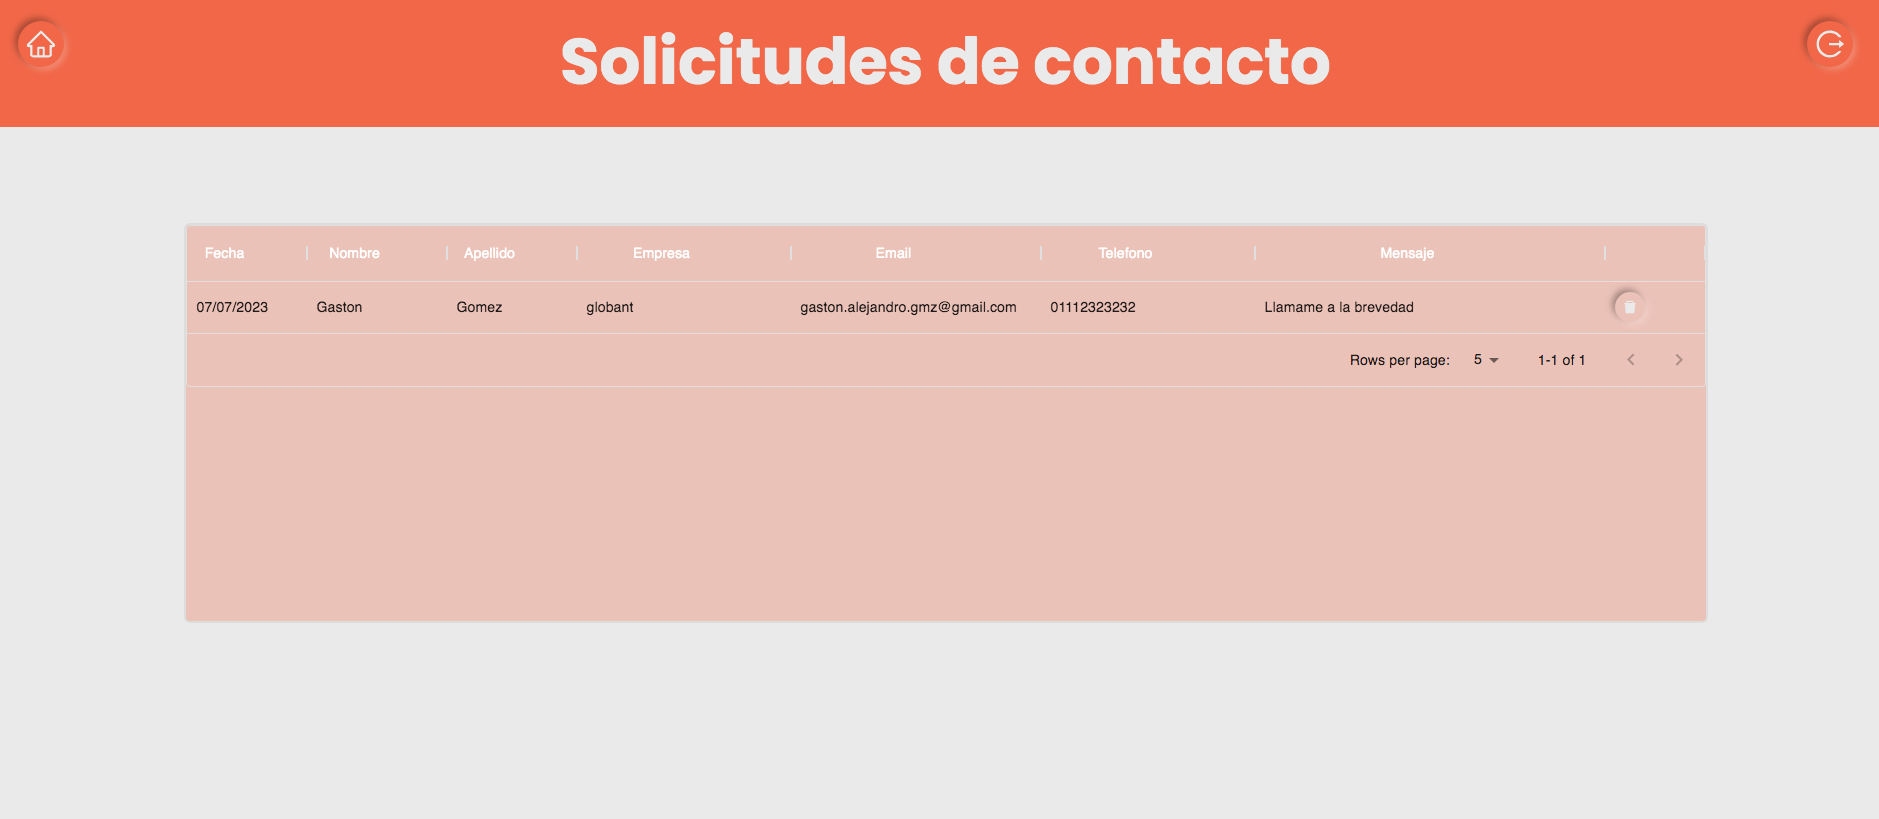 Solicitudes de contacto
Fecha Nombre Apellido Empresa Email Telefono Mensaje
07/07/2023 Gaston Gomez globant gaston.alejandro.gmz@gmail.com 01112323232 Llamame a la brevedad
Rows per page: 5 1-1 of 1